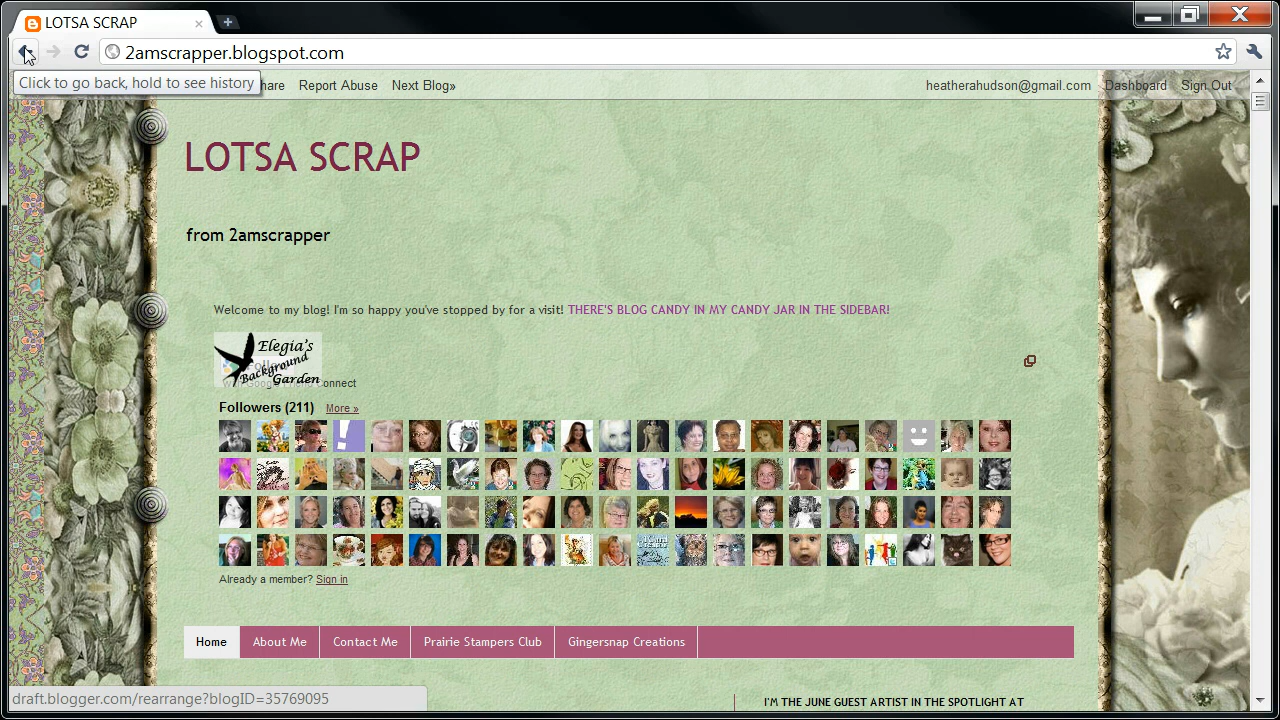 LOTSA SCRAP
2amscrapper.blogspot.com
Click to go back, hold to see history
hare Report Abuse Next Blog» heatherahudson@gmail.com Dashboard Sign Out
LOTSA SCRAP
from 2amscrapper
Welcome to my blog! I'm so happy you've stopped by for a visit! THERE'S BLOG CANDY IN MY CANDY JAR IN THE SIDEBAR!
Elegia's
Background
Garden
onnect
Followers (211) More »
Already a member? Sign in
Home About Me Contact Me Prairie Stampers Club Gingersnap Creations
draft.blogger.com/rearrange?blogID=35769095
I'M THE JUNE GUEST ARTIST IN THE SPOTLIGHT AT